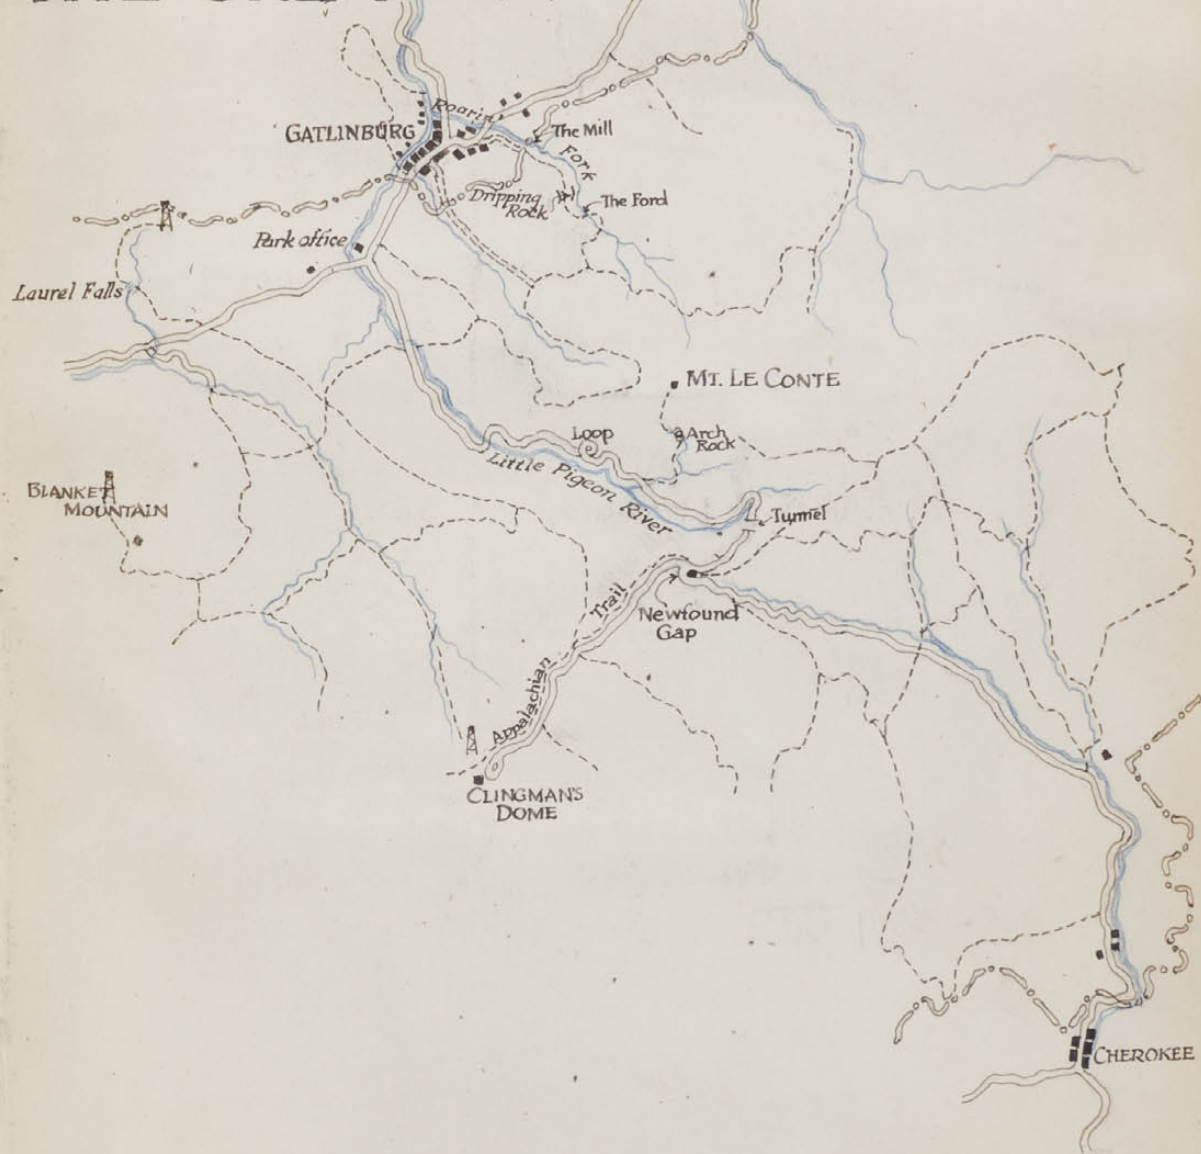 Roarin
GATLINBURG
The Mill
Fork
Dripping
Rock
The Ford
Park office
Laurel Falls
MT. LE CONTE
Loop
Arch
Rock
Little Pigeon River
BLANKET
MOUNTAIN
Tunnel
Trail
Newfound
Gap
Appalachian
CLINGMAN'S
DOME
CHEROKEE